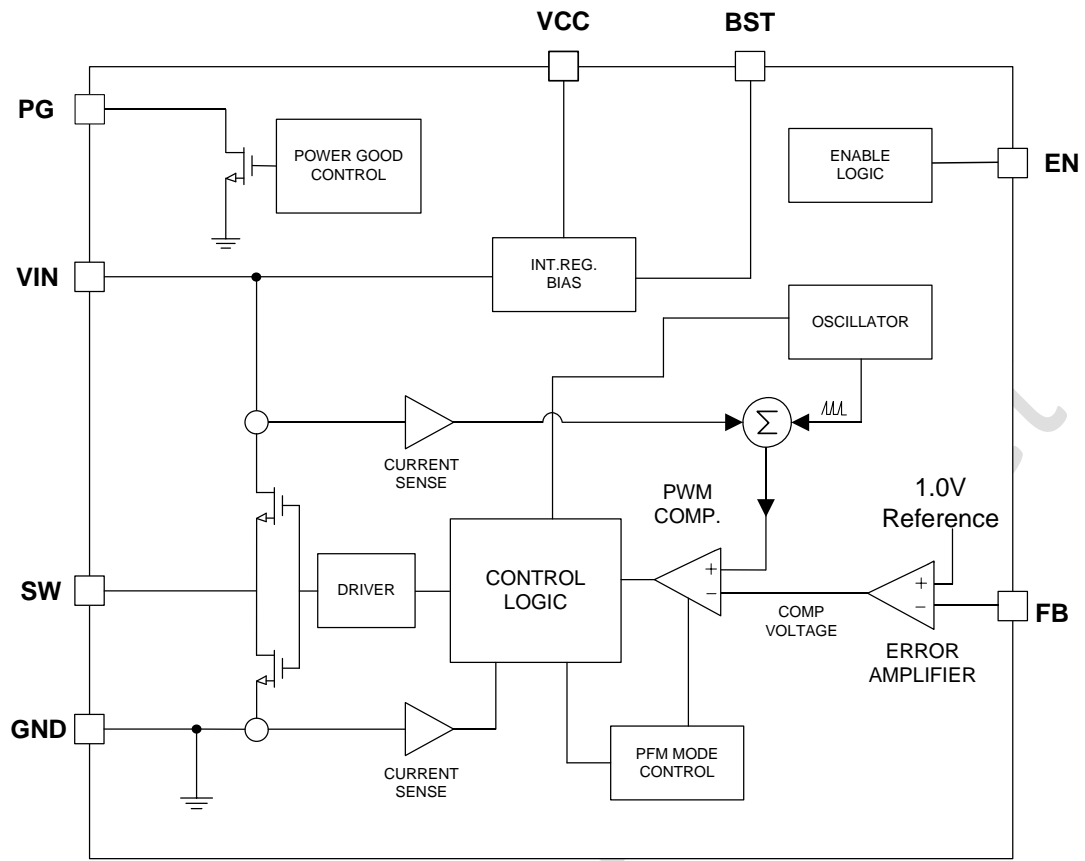 VCC
BST
PG
POWER GOOD
CONTROL
ENABLE
LOGIC
EN
VIN
INT.REG.
BIAS
OSCILLATOR
Σ
CURRENT
SENSE
PWM
COMP.
1.0V
Reference
SW
DRIVER
CONTROL
LOGIC
+
−
COMP
VOLTAGE
+
−
FB
ERROR
AMPLIFIER
GND
CURRENT
SENSE
PFM MODE
CONTROL